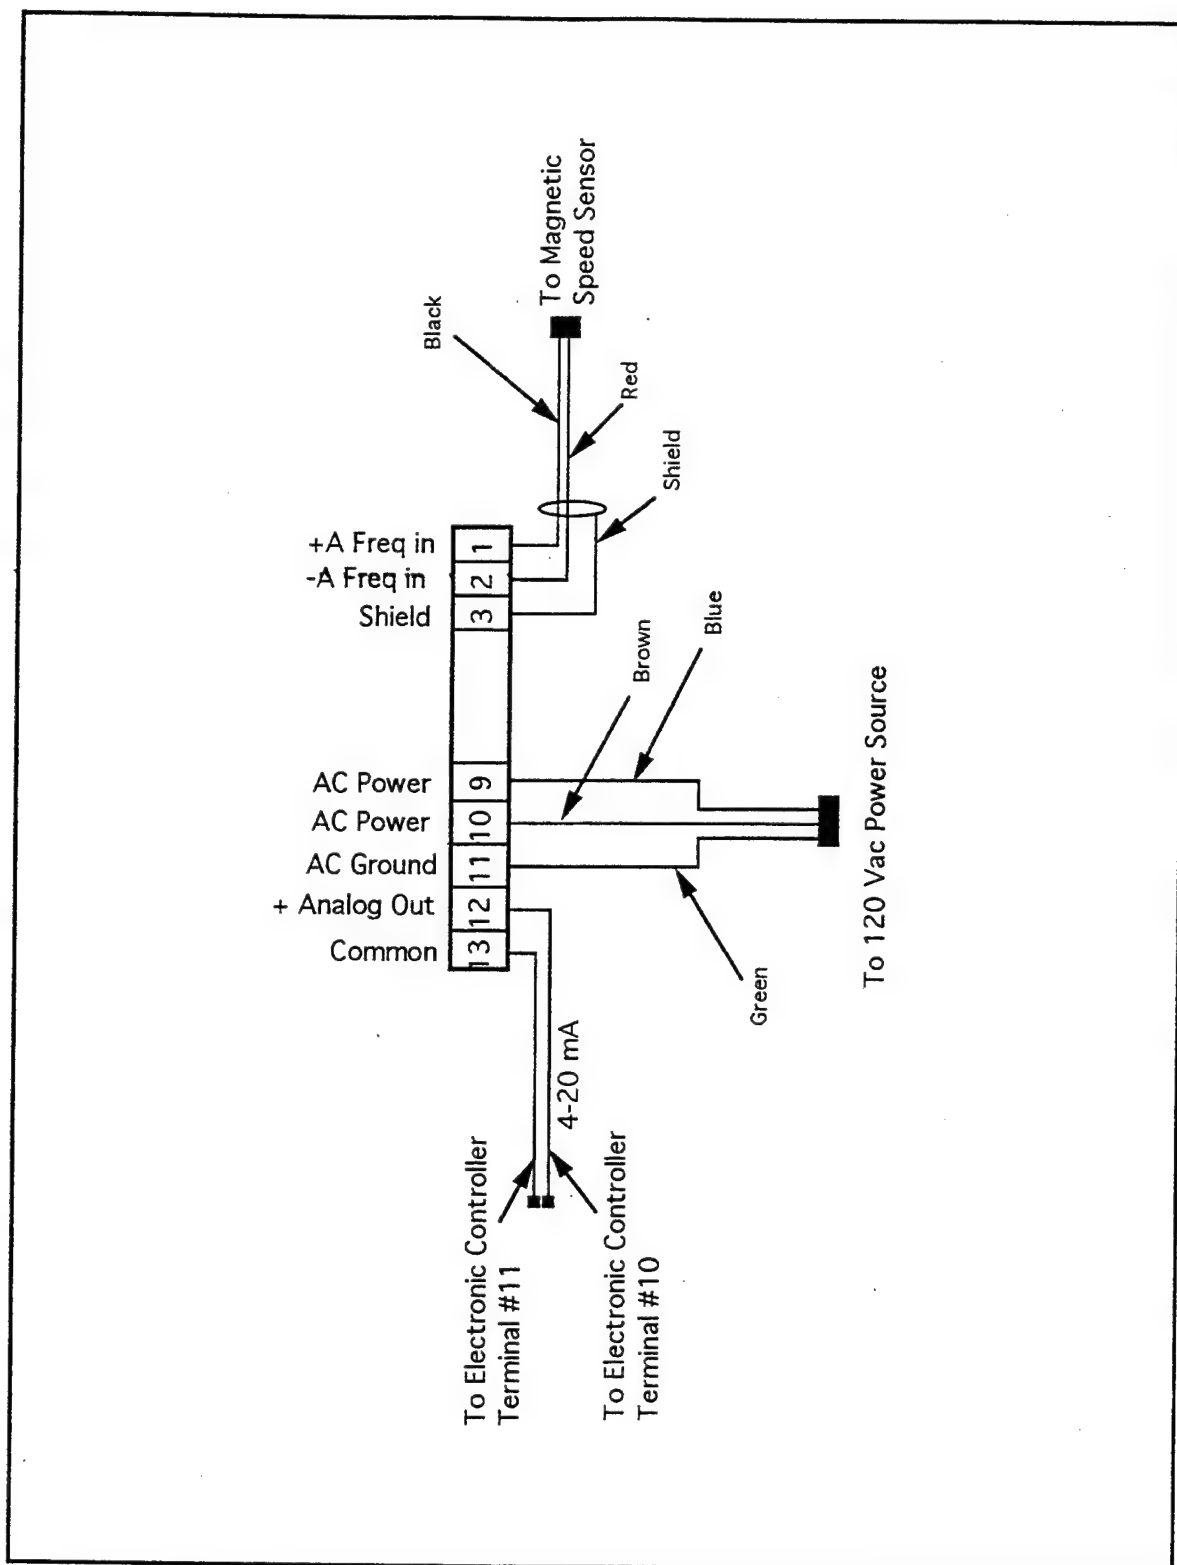 +A Freq in
-A Freq in
Shield
AC Power
AC Power
AC Ground
+ Analog Out
Common
1
2
3
9
10
11
12
13
Black
To Magnetic
Speed Sensor
Red
Shield
Brown
Blue
Green
To 120 Vac Power Source
4-20 mA
To Electronic Controller
Terminal #11
To Electronic Controller
Terminal #10